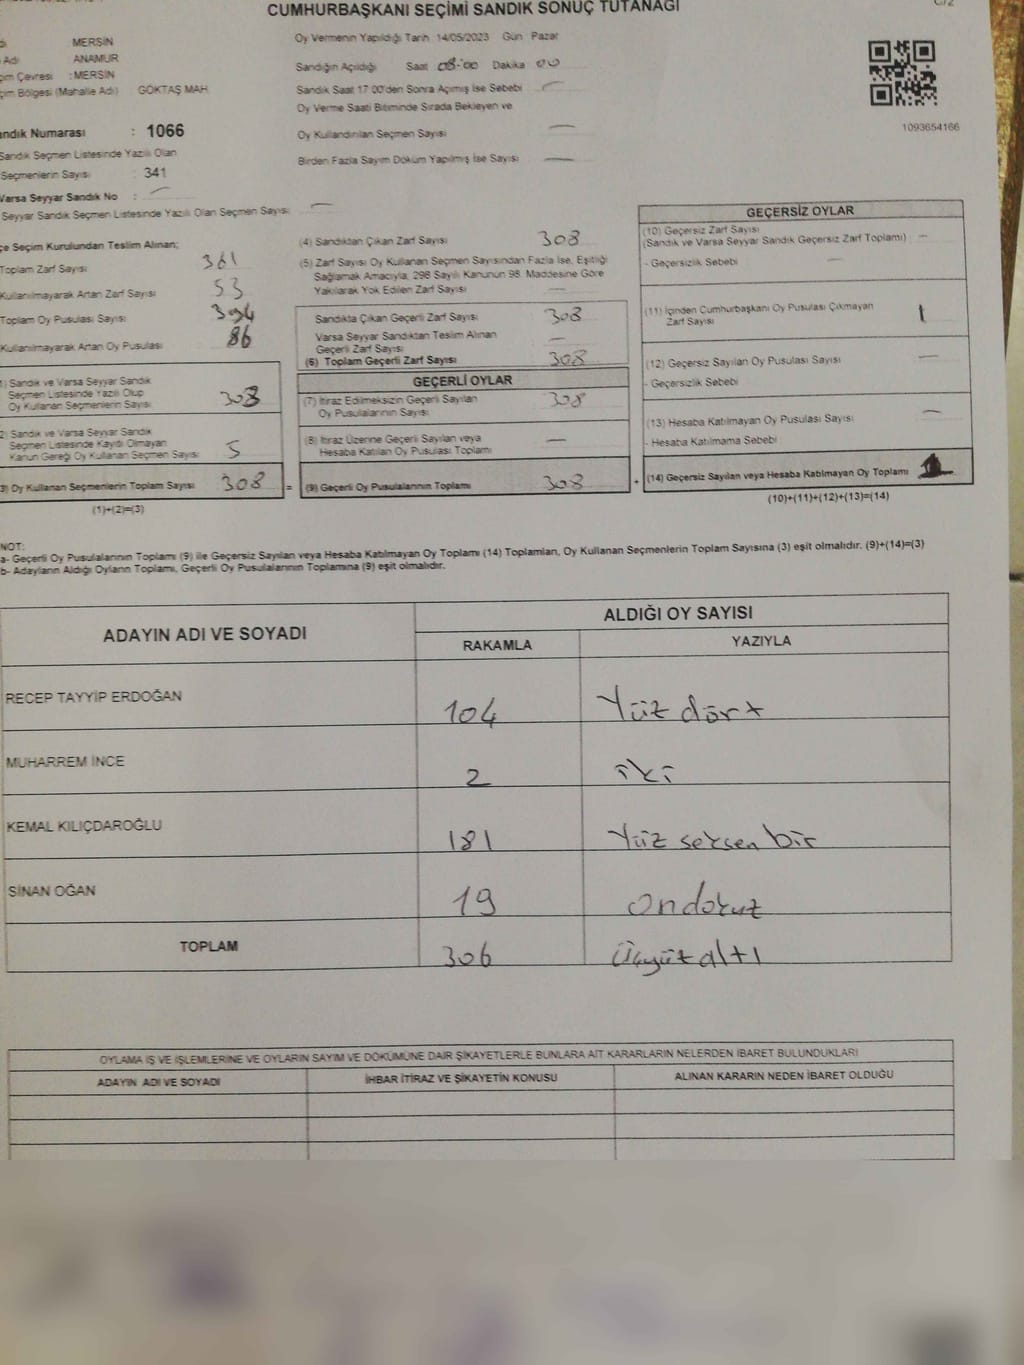 CUMHURBAŞKANI SEÇİMİ SANDIK SONUÇ TUTANAĞI
C/2
MERSİN
Adı ANAMUR
Çevresi : MERSİN
Bölgesi (Mahalle Adı) GÖKTAŞ MAH.
Numarası : 1066
Sandık Seçmen Listesinde Yazılı Olan
Seçmenlerin Sayısı : 341
Varsa Seyyar Sandık No : —
Seyyar Sandık Seçmen Listesinde Yazılı Olan Seçmen Sayısı: —
Oy Vermenin Yapıldığı Tarih 14/05/2023 Gün Pazar
Sandığın Açıldığı Saat 08:00 Dakika 00
Sandık Saat 17.00'den Sonra Açımış İse Sebebi —
Oy Verme Saati Bitiminde Sırada Bekleyen ve
Oy Kullandırılan Seçmen Sayısı —
Birden Fazla Sayım Döküm Yapılmış İse Sayısı —
1093654166
Seçim Kurulundan Teslim Alınan;
Toplam Zarf Sayısı 361
Kullanılmayarak Artan Zarf Sayısı 53
Toplam Oy Pusulası Sayısı 394
Kullanılmayarak Artan Oy Pusulası 86
1) Sandık ve Varsa Seyyar Sandık
Seçmen Listesinde Yazılı Olup
Oy Kullanan Seçmenlerin Sayısı 303
2) Sandık ve Varsa Seyyar Sandık
Seçmen Listesinde Kaydı Olmayan
Kanun Gereği Oy Kullanan Seçmen Sayısı 5
3) Oy Kullanan Seçmenlerin Toplam Sayısı 308 =
(1)+(2)=(3)
(4) Sandıktan Çıkan Zarf Sayısı 308
(5) Zarf Sayısı Oy Kullanan Seçmen Sayısından Fazla İse, Eşitliği
Sağlamak Amacıyla, 298 Sayılı Kanunun 98. Maddesine Göre
Yakılarak Yok Edilen Zarf Sayısı —
Sandıkta Çıkan Geçerli Zarf Sayısı 308
Varsa Seyyar Sandıktan Teslim Alınan
Geçerli Zarf Sayısı —
(6) Toplam Geçerli Zarf Sayısı 308
GEÇERLİ OYLAR
(7) İtiraz Edilmeksizin Geçerli Sayılan
Oy Pusulalarının Sayısı 308
(8) İtiraz Üzerine Geçerli Sayılan veya
Hesaba Katılan Oy Pusulası Toplamı —
(9) Geçerli Oy Pusulalarının Toplamı 308 +
GEÇERSİZ OYLAR
(10) Geçersiz Zarf Sayısı
(Sandık ve Varsa Seyyar Sandık Geçersiz Zarf Toplamı) —
- Geçersizlik Sebebi —
(11) İçinden Cumhurbaşkanı Oy Pusulası Çıkmayan
Zarf Sayısı 1
(12) Geçersiz Sayılan Oy Pusulası Sayısı —
- Geçersizlik Sebebi
(13) Hesaba Katılmayan Oy Pusulası Sayısı —
- Hesaba Katılmama Sebebi
(14) Geçersiz Sayılan veya Hesaba Katılmayan Oy Toplamı
(10)+(11)+(12)+(13)=(14)
NOT:
a- Geçerli Oy Pusulalarının Toplamı (9) ile Geçersiz Sayılan veya Hesaba Katılmayan Oy Toplamı (14) Toplamları, Oy Kullanan Seçmenlerin Toplam Sayısına (3) eşit olmalıdır. (9)+(14)=(3)
b- Adayların Aldığı Oyların Toplamı, Geçerli Oy Pusulalarının Toplamına (9) eşit olmalıdır.
ADAYIN ADI VE SOYADI
ALDIĞI OY SAYISI
RAKAMLA YAZIYLA
RECEP TAYYİP ERDOĞAN 104 Yüz dört
MUHARREM İNCE 2 iki
KEMAL KILIÇDAROĞLU 181 Yüz seksen bir
SİNAN OĞAN 19 ondokuz
TOPLAM 306 Üçyüz altı
OYLAMA İŞ VE İŞLEMLERİNE VE OYLARIN SAYIM VE DÖKÜMÜNE DAİR ŞİKAYETLERLE BUNLARA AİT KARARLARIN NELERDEN İBARET BULUNDUKLARI
ADAYIN ADI VE SOYADI İHBAR İTİRAZ VE ŞİKAYETİN KONUSU ALINAN KARARIN NEDEN İBARET OLDUĞU